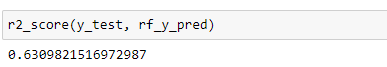 r2_score(y_test, rf_y_pred)
0.6309821516972987